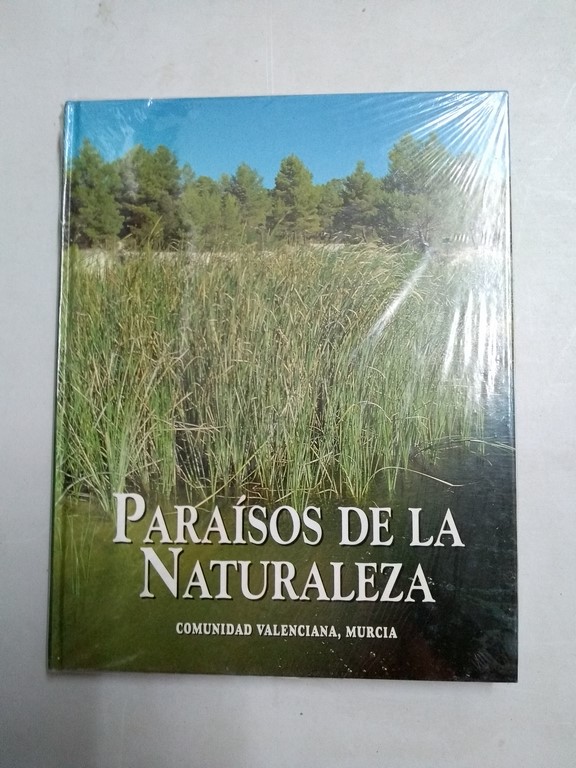 PARAÍSOS DE LA
NATURALEZA
COMUNIDAD VALENCIANA, MURCIA